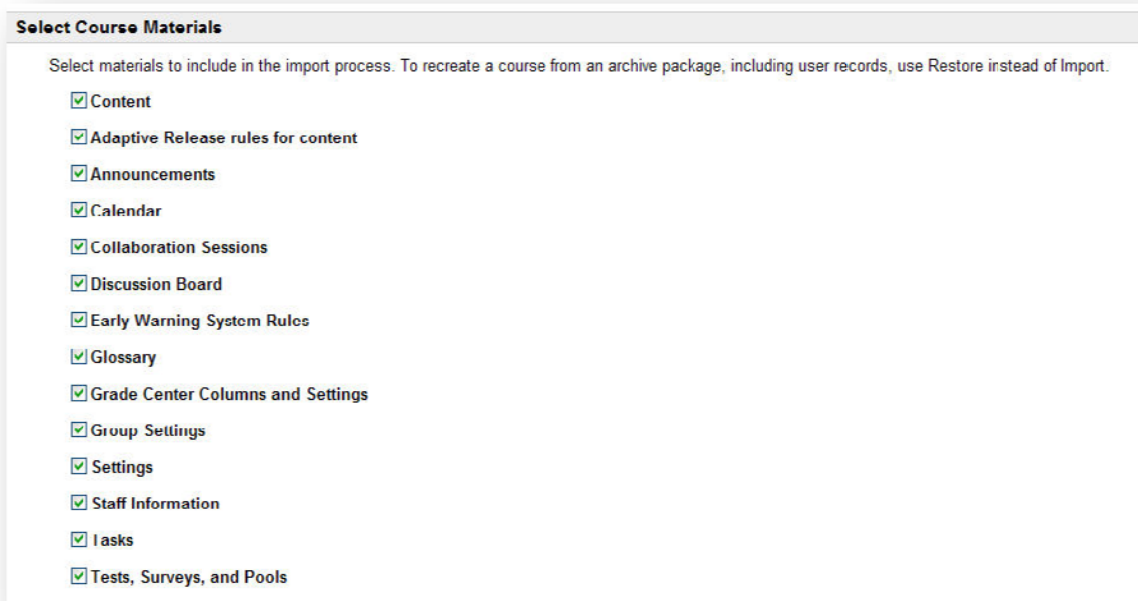 Select Course Materials
Select materials to include in the import process. To recreate a course from an archive package, including user records, use Restore instead of Import.
Content
Adaptive Release rules for content
Announcements
Calendar
Collaboration Sessions
Discussion Board
Early Warning System Rules
Glossary
Grade Center Columns and Settings
Group Settings
Settings
Staff Information
Tasks
Tests, Surveys, and Pools